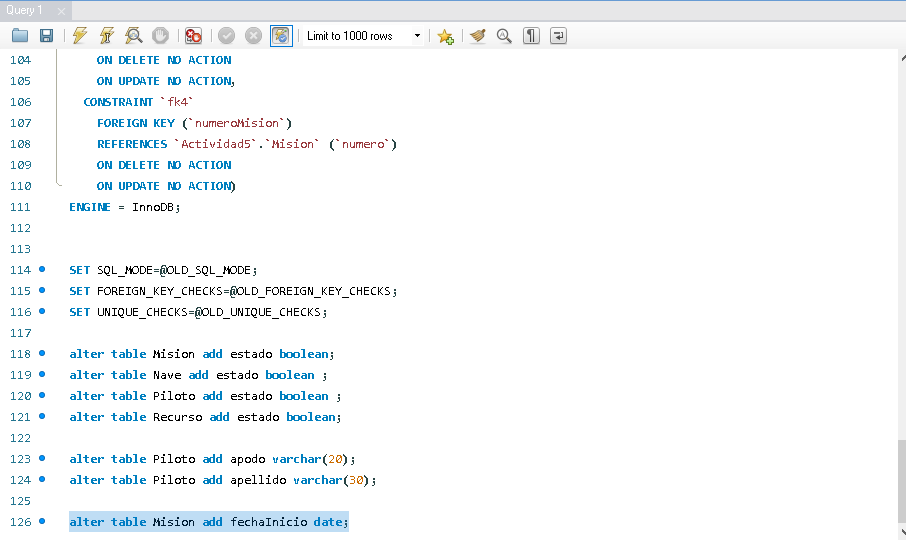 Query 1
Limit to 1000 rows
104 ON DELETE NO ACTION
105 ON UPDATE NO ACTION,
106 CONSTRAINT `fk4`
107 FOREIGN KEY (`numeroMision`)
108 REFERENCES `Actividad5`.`Mision` (`numero`)
109 ON DELETE NO ACTION
110 ON UPDATE NO ACTION)
111 ENGINE = InnoDB;
112
113
114 SET SQL_MODE=@OLD_SQL_MODE;
115 SET FOREIGN_KEY_CHECKS=@OLD_FOREIGN_KEY_CHECKS;
116 SET UNIQUE_CHECKS=@OLD_UNIQUE_CHECKS;
117
118 alter table Mision add estado boolean;
119 alter table Nave add estado boolean ;
120 alter table Piloto add estado boolean ;
121 alter table Recurso add estado boolean;
122
123 alter table Piloto add apodo varchar(20);
124 alter table Piloto add apellido varchar(30);
125
126 alter table Mision add fechaInicio date;